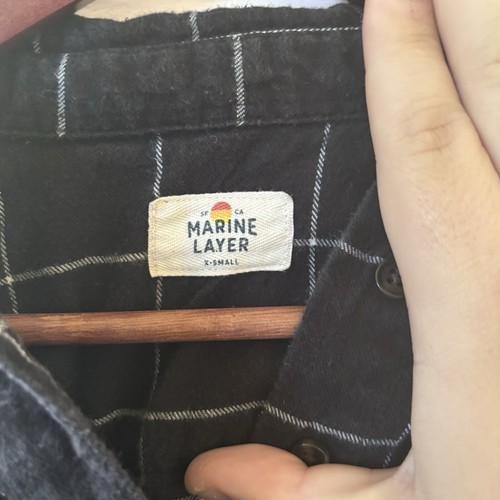 SF CA
MARINE
LAYER
X-SMALL